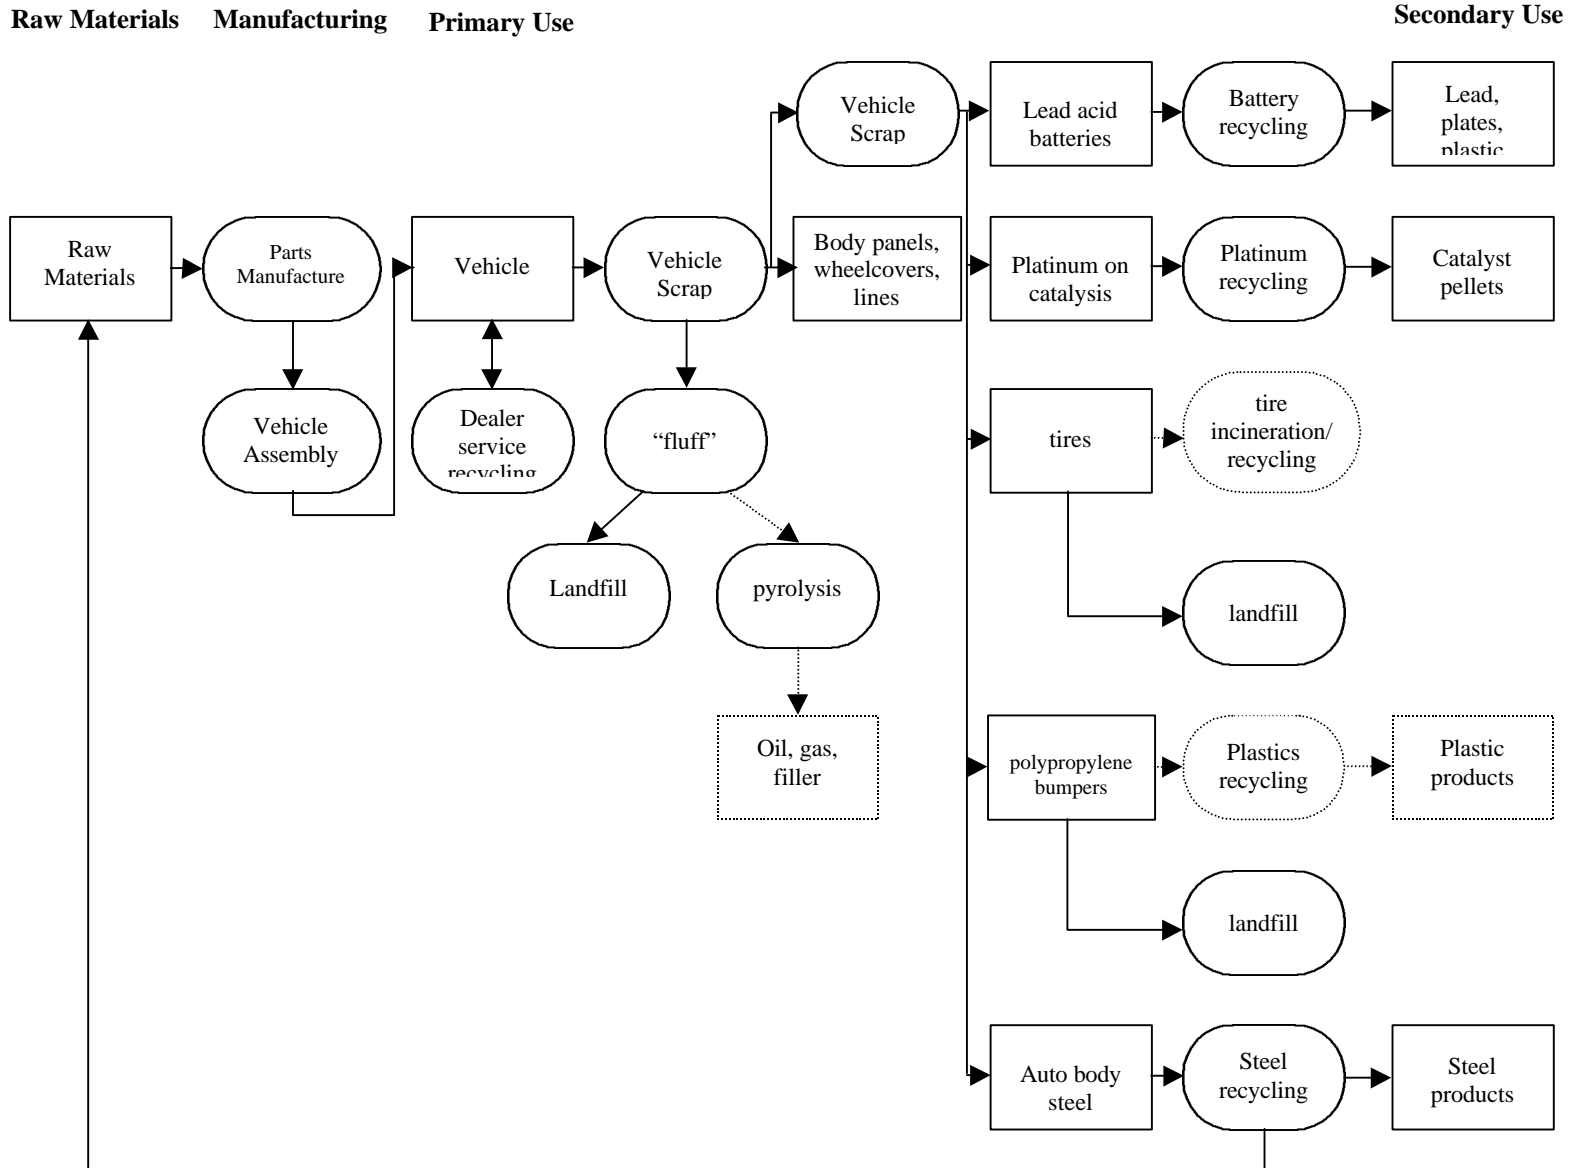 Raw Materials Manufacturing Primary Use Secondary Use
Vehicle
Scrap
Lead acid
batteries
Battery
recycling
Lead,
plates,
plastic
Raw
Materials
Parts
Manufacture
Vehicle
Vehicle
Scrap
Body panels,
wheelcovers,
lines
Platinum on
catalysis
Platinum
recycling
Catalyst
pellets
Vehicle
Assembly
Dealer
service
recycling
“fluff”
tires
tire
incineration/
recycling
Landfill
pyrolysis
landfill
Oil, gas,
filler
polypropylene
bumpers
Plastics
recycling
Plastic
products
landfill
Auto body
steel
Steel
recycling
Steel
products